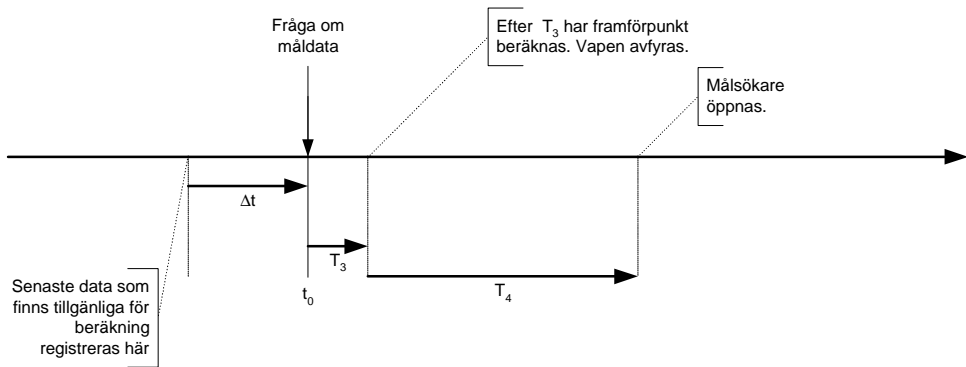 Fråga om
måldata
Efter T₃ har framförpunkt
beräknas. Vapen avfyras.
Målsökare
öppnas.
Δt
T₃
T₄
t₀
Senaste data som
finns tillgänliga för
beräkning
registreras här